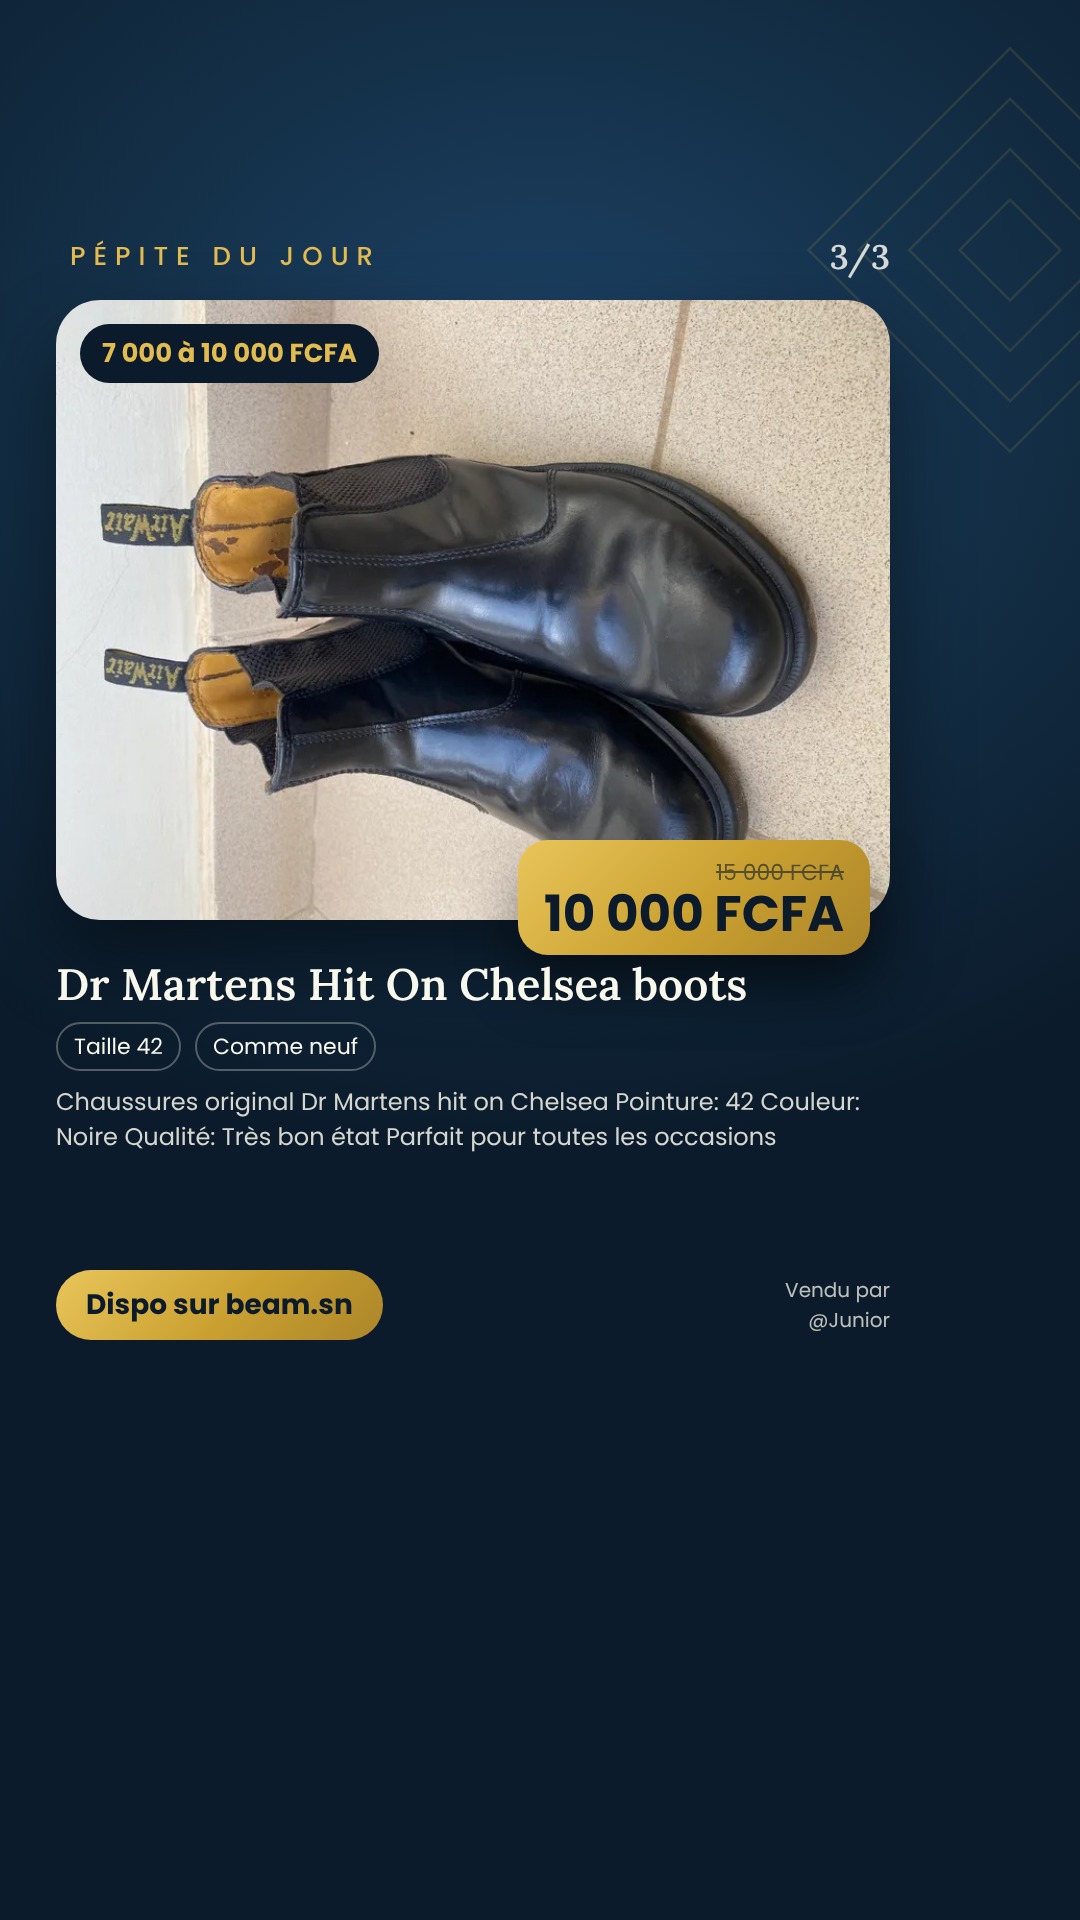 PÉPITE DU JOUR
3/3
7 000 à 10 000 FCFA
AirWair
AirWair
15 000 FCFA
10 000 FCFA
Dr Martens Hit On Chelsea boots
Taille 42
Comme neuf
Chaussures original Dr Martens hit on Chelsea Pointure: 42 Couleur:
Noire Qualité: Très bon état Parfait pour toutes les occasions
Dispo sur beam.sn
Vendu par
@Junior